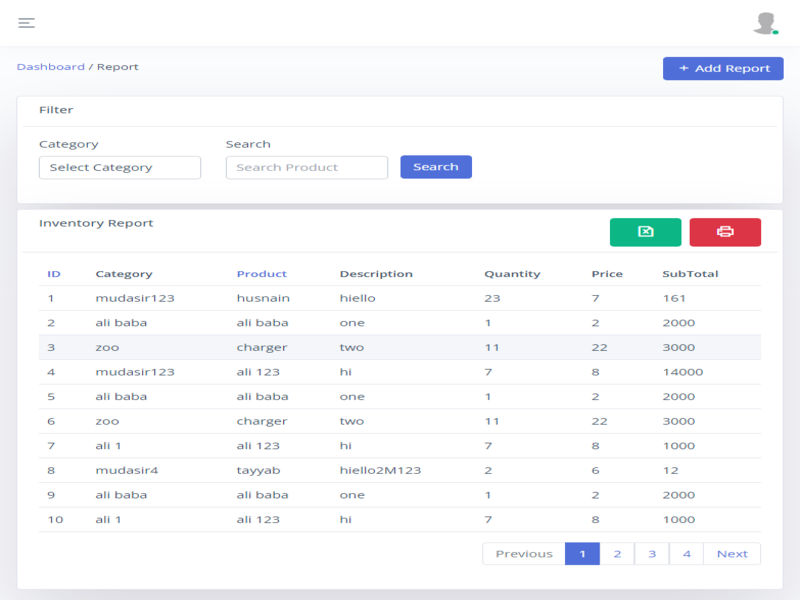 Dashboard / Report
+ Add Report
Filter
Category Search
Select Category Search Product Search
Inventory Report
ID Category Product Description Quantity Price SubTotal
1 mudasir123 husnain hiello 23 7 161
2 ali baba ali baba one 1 2 2000
3 zoo charger two 11 22 3000
4 mudasir123 ali 123 hi 7 8 14000
5 ali baba ali baba one 1 2 2000
6 zoo charger two 11 22 3000
7 ali 1 ali 123 hi 7 8 1000
8 mudasir4 tayyab hiello2M123 2 6 12
9 ali baba ali baba one 1 2 2000
10 ali 1 ali 123 hi 7 8 1000
Previous 1 2 3 4 Next